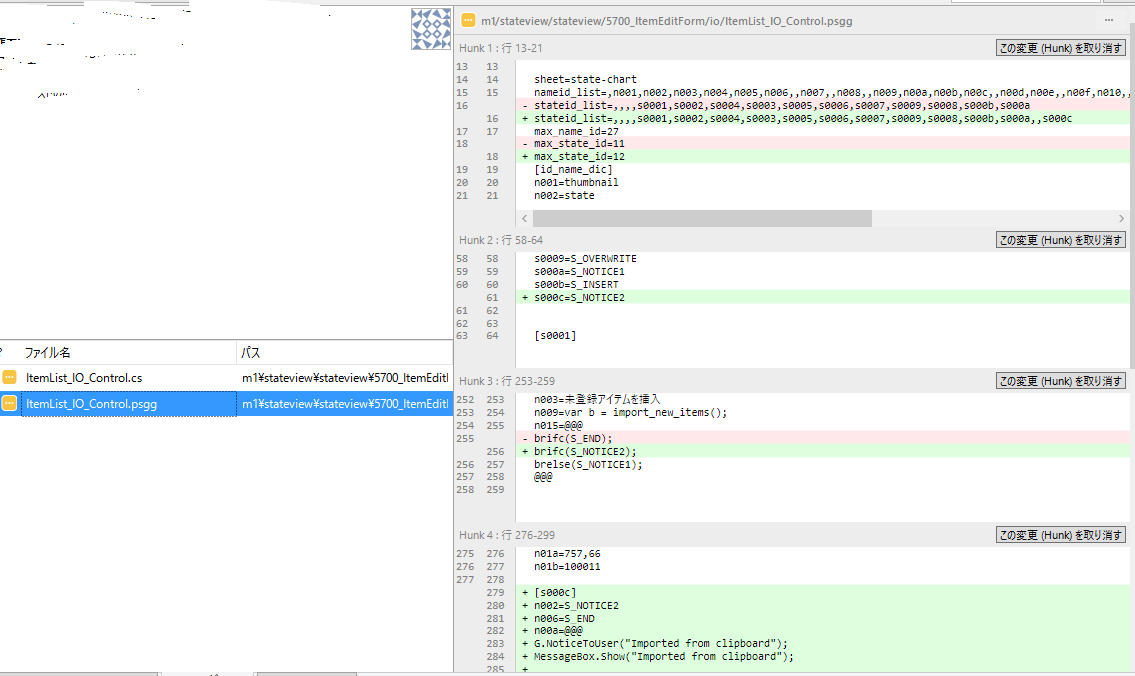 m1/stateview/stateview/5700_ItemEditForm/io/ItemList_IO_Control.psgg
Hunk 1 : 行 13-21
この変更 (Hunk) を取り消す
13 13
14 14 sheet=state-chart
15 15 nameid_list=,n001,n002,n003,n004,n005,n006,,n007,,n008,,n009,n00a,n00b,n00c,,n00d,n00e,,n00f,n010,,
16 - stateid_list=,,,,s0001,s0002,s0004,s0003,s0005,s0006,s0007,s0009,s0008,s000b,s000a
16 + stateid_list=,,,,s0001,s0002,s0004,s0003,s0005,s0006,s0007,s0009,s0008,s000b,s000a,,s000c
17 17 max_name_id=27
18 - max_state_id=11
18 + max_state_id=12
19 19 [id_name_dic]
20 20 n001=thumbnail
21 21 n002=state
Hunk 2 : 行 58-64
この変更 (Hunk) を取り消す
58 58 s0009=S_OVERWRITE
59 59 s000a=S_NOTICE1
60 60 s000b=S_INSERT
61 + s000c=S_NOTICE2
61 62
62 63
63 64 [s0001]
ファイル名 パス
ItemList_IO_Control.cs m1¥stateview¥stateview¥5700_ItemEditl
ItemList_IO_Control.psgg m1¥stateview¥stateview¥5700_ItemEditl
Hunk 3 : 行 253-259
この変更 (Hunk) を取り消す
252 253 n003=未登録アイテムを挿入
253 254 n009=var b = import_new_items();
254 255 n015=@@@
255 - brifc(S_END);
256 + brifc(S_NOTICE2);
256 257 brelse(S_NOTICE1);
257 258 @@@
258 259
Hunk 4 : 行 276-299
この変更 (Hunk) を取り消す
275 276 n01a=757,66
276 277 n01b=100011
277 278
279 + [s000c]
280 + n002=S_NOTICE2
281 + n006=S_END
282 + n00a=@@@
283 + G.NoticeToUser("Imported from clipboard");
284 + MessageBox.Show("Imported from clipboard");
285 +